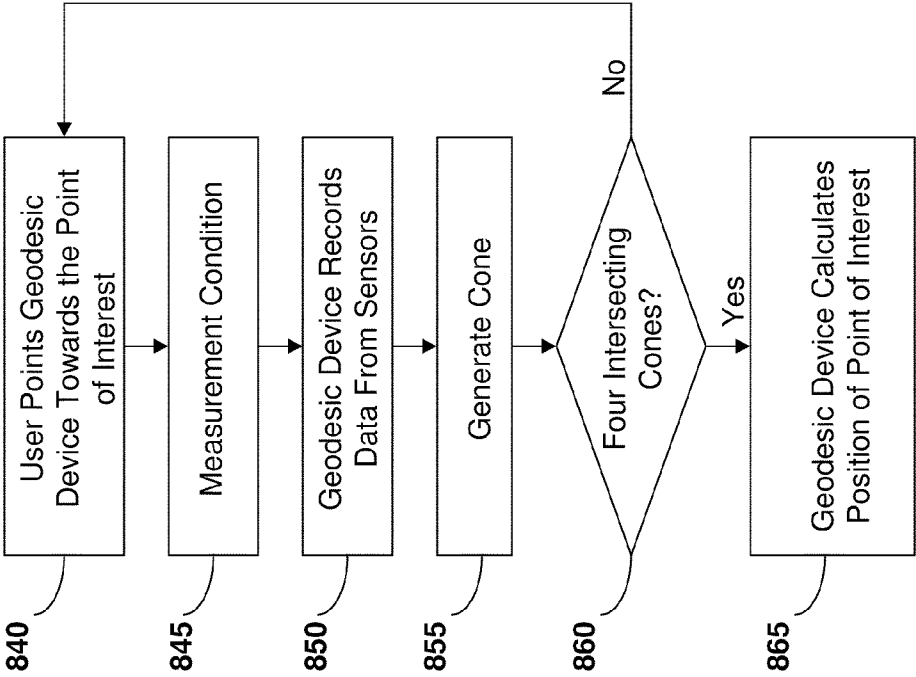 840
User Points Geodesic
Device Towards the Point
of Interest
845
Measurement Condition
850
Geodesic Device Records
Data From Sensors
855
Generate Cone
860
Four Intersecting
Cones?
No
Yes
865
Geodesic Device Calculates
Position of Point of Interest